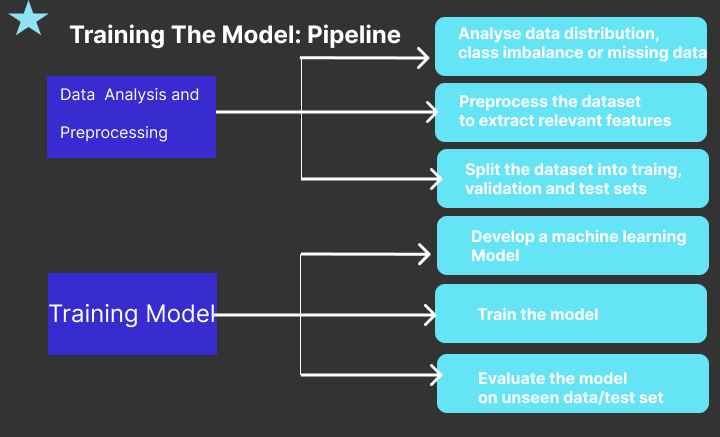 Training The Model: Pipeline
Data Analysis and
Preprocessing
Analyse data distribution,
class imbalance or missing data
Preprocess the dataset
to extract relevant features
Split the dataset into traing,
validation and test sets
Training Model
Develop a machine learning
Model
Train the model
Evaluate the model
on unseen data/test set